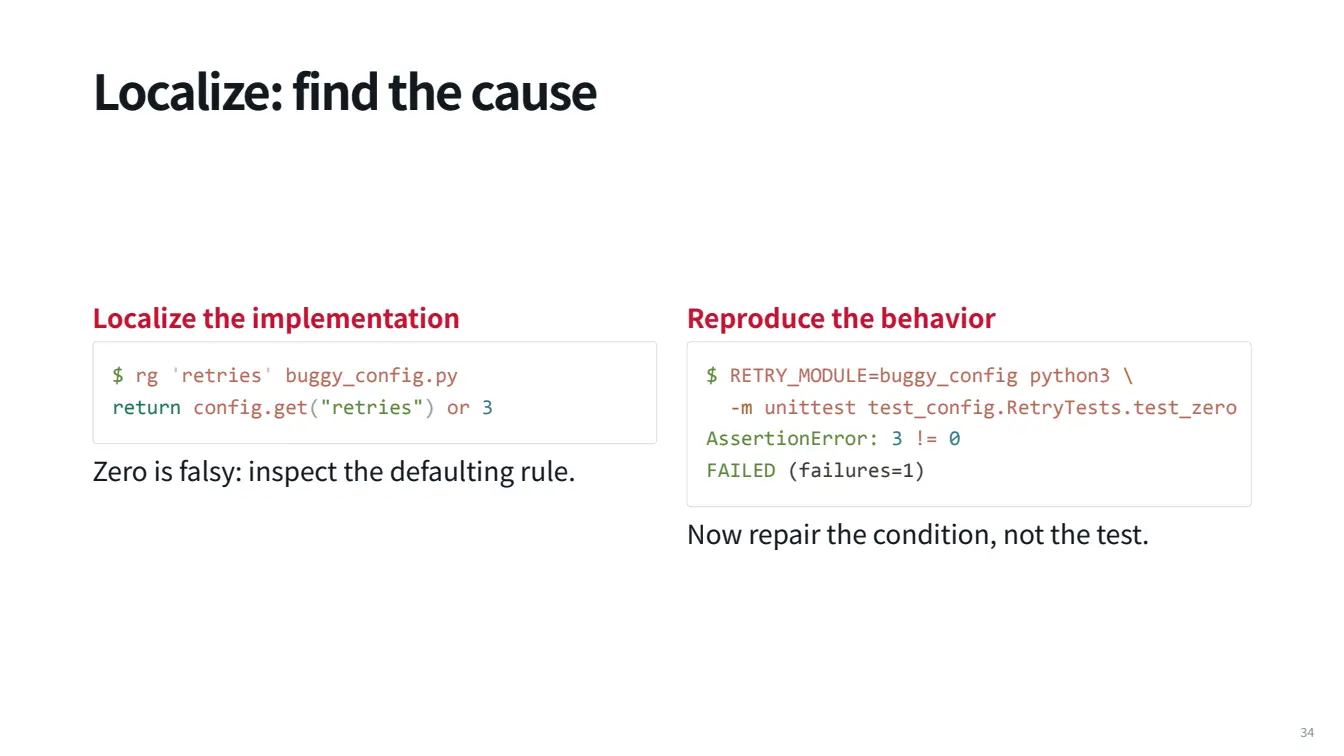 Localize: find the cause
Localize the implementation
$ rg 'retries' buggy_config.py
return config.get("retries") or 3
Zero is falsy: inspect the defaulting rule.
Reproduce the behavior
$ RETRY_MODULE=buggy_config python3 \
  -m unittest test_config.RetryTests.test_zero
AssertionError: 3 != 0
FAILED (failures=1)
Now repair the condition, not the test.
34